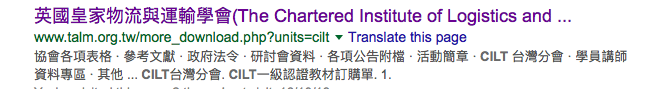 英國皇家物流與運輸學會(The Chartered Institute of Logistics and ...
www.talm.org.tw/more_download.php?units=cilt ▼ Translate this page
協會各項表格 · 參考文獻 · 政府法令 · 研討會資料 · 各項公告附檔 · 活動簡章 · CILT 台灣分會 · 學員講師
資料專區 · 其他 ... CILT台灣分會. CILT一級認證教材訂購單. 1.